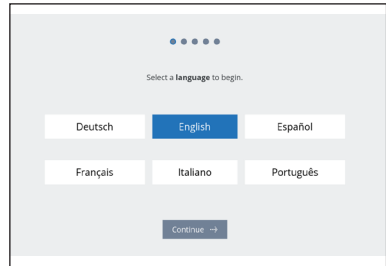 Select a language to begin.
Deutsch English Español
Français Italiano Português
Continue →